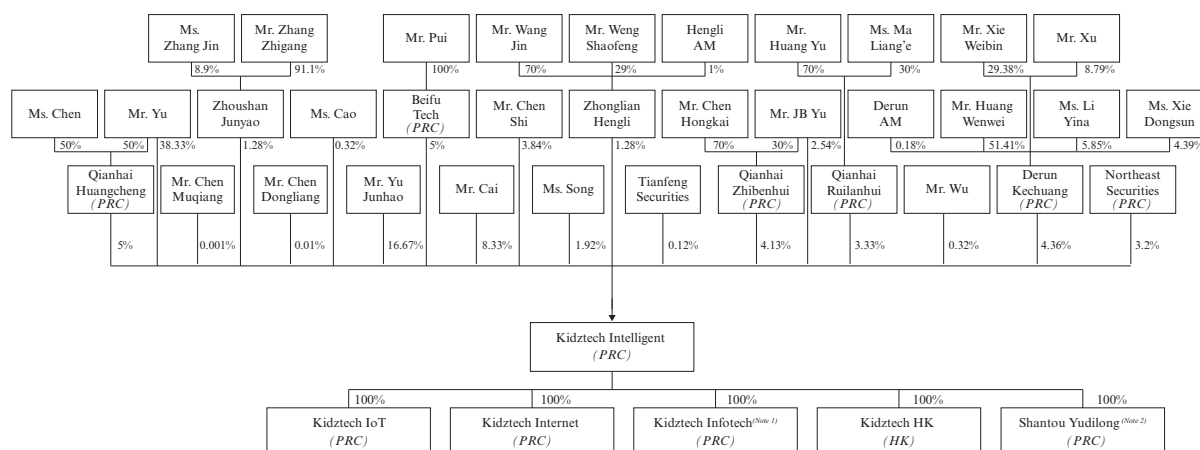 Ms.
Zhang Jin
Mr. Zhang
Zhigang
Mr. Pui
Mr. Wang
Jin
Mr. Weng
Shaofeng
Hengli
AM
Mr.
Huang Yu
Ms. Ma
Liang'e
Mr. Xie
Weibin
Mr. Xu
8.9%
91.1%
100%
70%
29%
1%
70%
30%
29.38%
8.79%
Ms. Chen
Mr. Yu
Zhoushan
Junyao
Ms. Cao
Beifu
Tech
(PRC)
Mr. Chen
Shi
Zhonglian
Hengli
Mr. Chen
Hongkai
Mr. JB Yu
Derun
AM
Mr. Huang
Wenwei
Ms. Li
Yina
Ms. Xie
Dongsun
50%
50%
38.33%
1.28%
0.32%
5%
3.84%
1.28%
70%
30%
2.54%
0.18%
51.41%
5.85%
4.39%
Qianhai
Huangcheng
(PRC)
Mr. Chen
Muqiang
Mr. Chen
Dongliang
Mr. Yu
Junhao
Mr. Cai
Ms. Song
Tianfeng
Securities
Qianhai
Zhibenhui
(PRC)
Qianhai
Ruilanhui
(PRC)
Mr. Wu
Derun
Kechuang
(PRC)
Northeast
Securities
(PRC)
5%
0.001%
0.01%
16.67%
8.33%
1.92%
0.12%
4.13%
3.33%
0.32%
4.36%
3.2%
Kidztech Intelligent
(PRC)
100%
100%
100%
100%
100%
Kidztech IoT
(PRC)
Kidztech Internet
(PRC)
Kidztech Infotech(Note 1)
(PRC)
Kidztech HK
(HK)
Shantou Yudilong(Note 2)
(PRC)